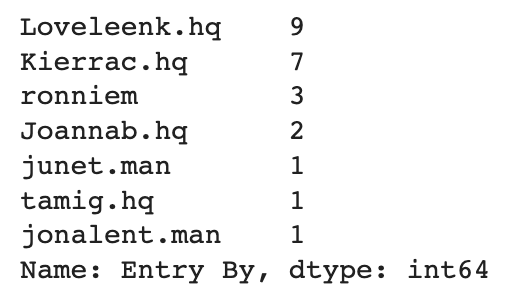 Loveleenk.hq    9
Kierrac.hq      7
ronniem         3
Joannab.hq      2
junet.man       1
tamig.hq        1
jonalent.man    1
Name: Entry By, dtype: int64